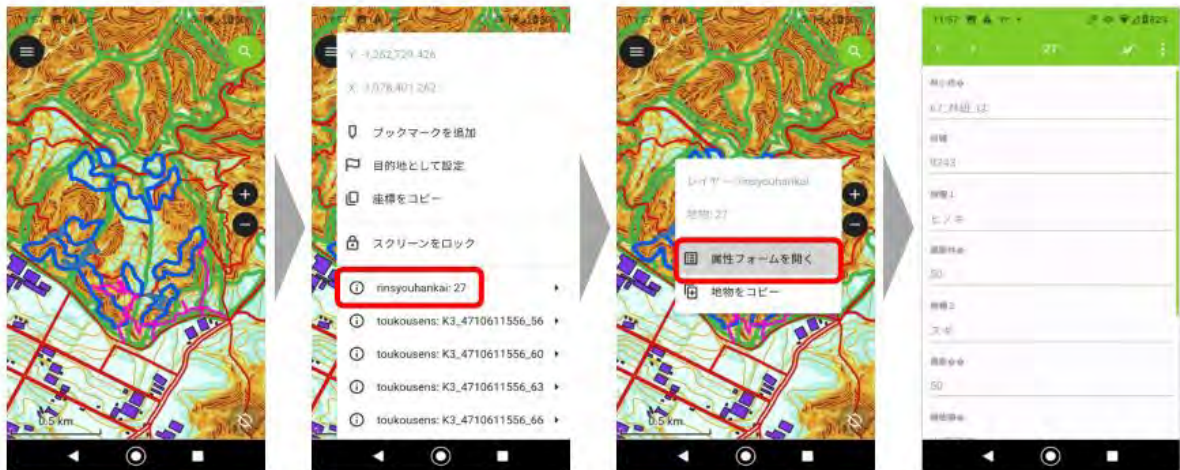 0.5 km
Y: -1,262,729.426
ブックマークを追加
目的地として設定
座標をコピー
スクリーンをロック
rinsyouhankai: 27
toukousens: K3_4710611556_56
toukousens: K3_4710611556_60
toukousens: K3_4710611556_63
toukousens: K3_4710611556_66
レイヤー: rinsyouhankai
地物: 27
属性フォームを開く
地物をコピー
0.5 km
11:57
27
9243
ヒノキ
50
スギ
50